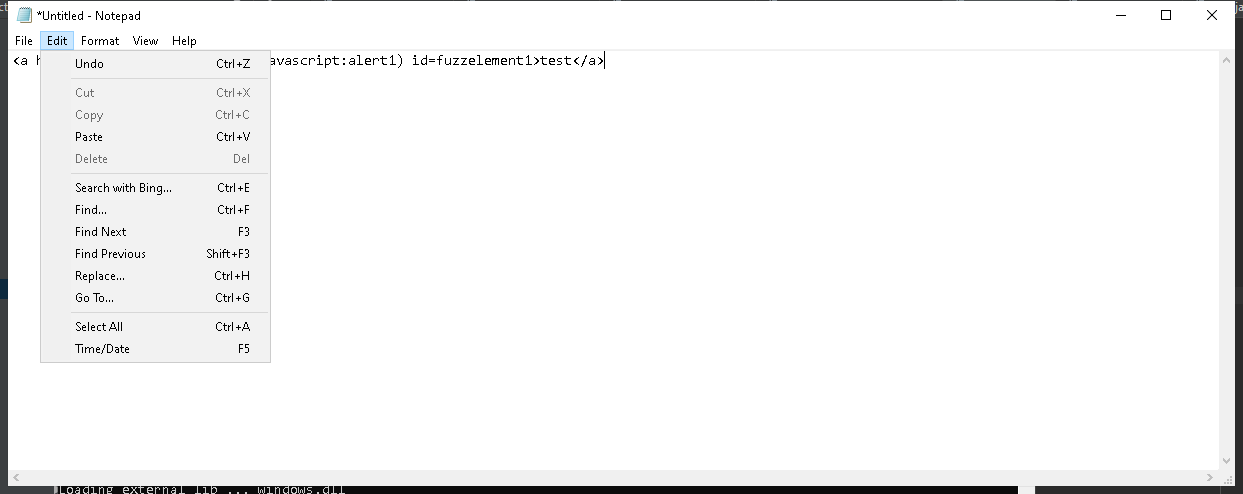 *Untitled - Notepad
File Edit Format View Help
<a h avascript:alert1) id=fuzzelement1>test</a>
Undo Ctrl+Z
Cut Ctrl+X
Copy Ctrl+C
Paste Ctrl+V
Delete Del
Search with Bing... Ctrl+E
Find... Ctrl+F
Find Next F3
Find Previous Shift+F3
Replace... Ctrl+H
Go To... Ctrl+G
Select All Ctrl+A
Time/Date F5
Loading external lib ... windows.dll